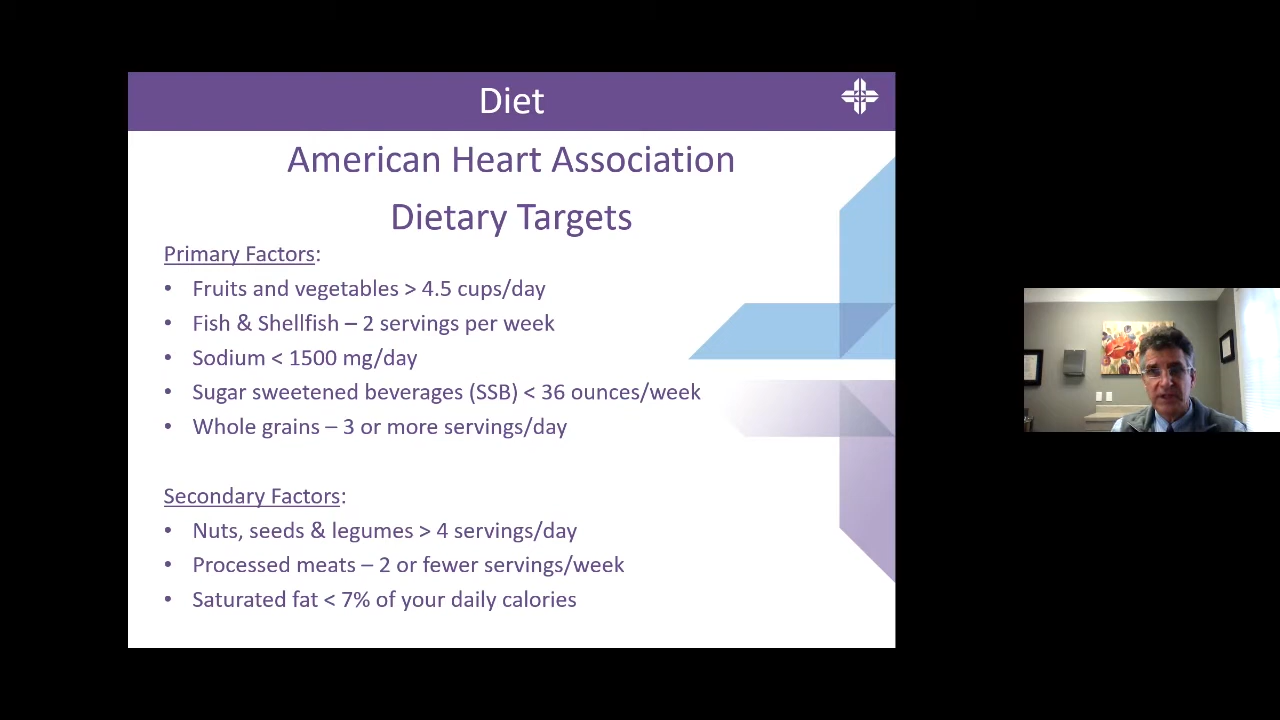 Diet
American Heart Association
Dietary Targets
Primary Factors:
• Fruits and vegetables > 4.5 cups/day
• Fish & Shellfish – 2 servings per week
• Sodium < 1500 mg/day
• Sugar sweetened beverages (SSB) < 36 ounces/week
• Whole grains – 3 or more servings/day
Secondary Factors:
• Nuts, seeds & legumes > 4 servings/day
• Processed meats – 2 or fewer servings/week
• Saturated fat < 7% of your daily calories